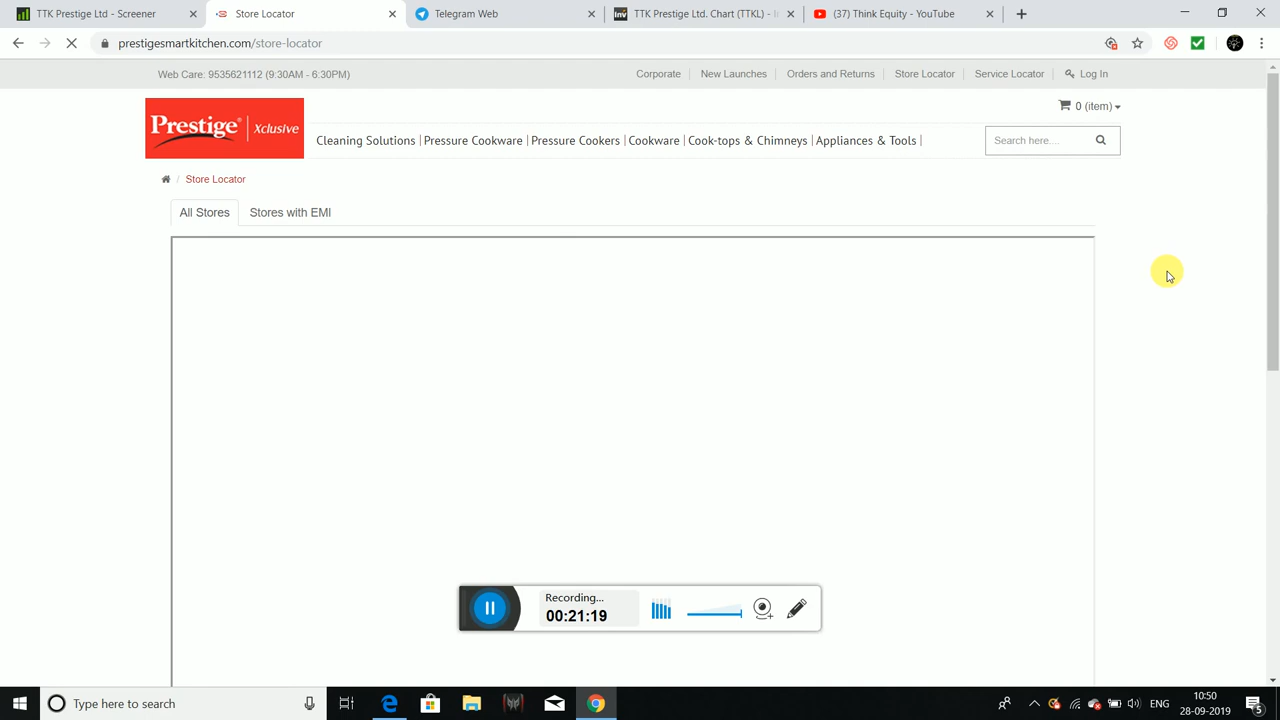 TTK Prestige Ltd - Screener
Store Locator
Telegram Web
TTK Prestige Ltd. Chart (TTKL) - I
(37) Think Equity - YouTube
prestigesmartkitchen.com/store-locator
Web Care: 9535621112 (9:30AM - 6:30PM)
Corporate
New Launches
Orders and Returns
Store Locator
Service Locator
Log In
0 (item)
Prestige Xclusive
Cleaning Solutions | Pressure Cookware | Pressure Cookers | Cookware | Cook-tops & Chimneys | Appliances & Tools |
Search here....
/ Store Locator
All Stores
Stores with EMI
Recording...
00:21:19
Type here to search
ENG
10:50
28-09-2019
5